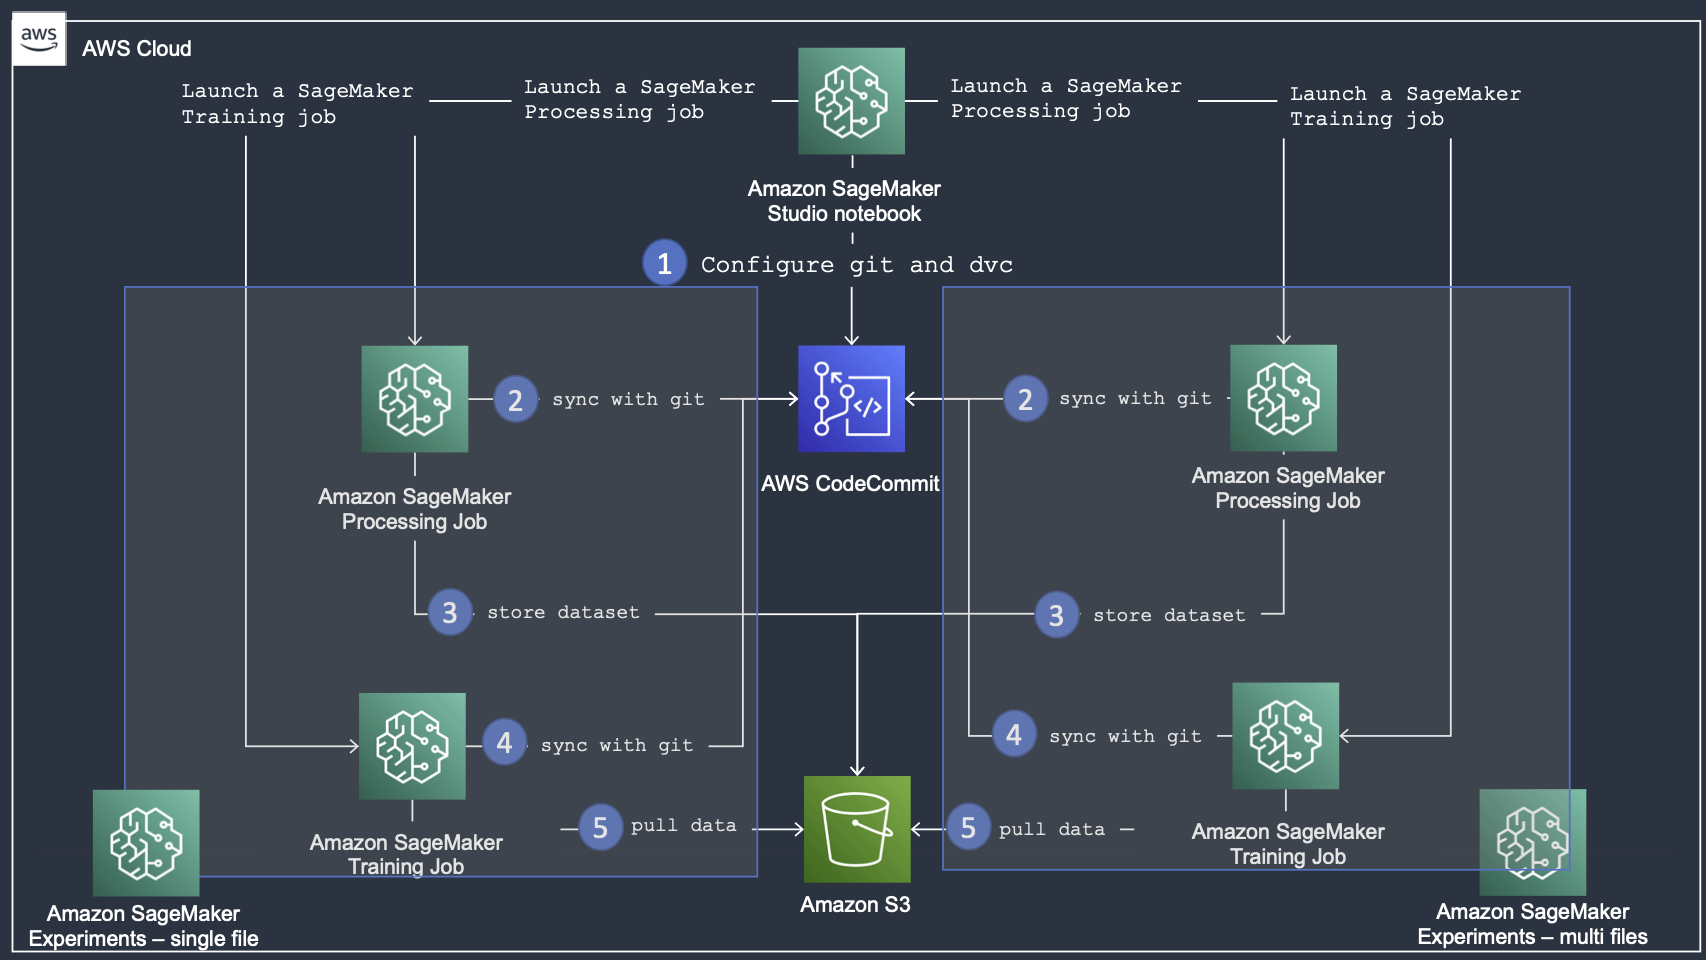 aws
AWS Cloud
Launch a SageMaker
Training job
Launch a SageMaker
Processing job
Launch a SageMaker
Processing job
Launch a SageMaker
Training job
Amazon SageMaker
Studio notebook
1
Configure git and dvc
2
sync with git
</>
2
sync with git
AWS CodeCommit
Amazon SageMaker
Processing Job
Amazon SageMaker
Processing Job
3
store dataset
3
store dataset
4
sync with git
4
sync with git
5
pull data
5
pull data
Amazon SageMaker
Training Job
Amazon SageMaker
Training Job
Amazon S3
Amazon SageMaker
Experiments – single file
Amazon SageMaker
Experiments – multi files